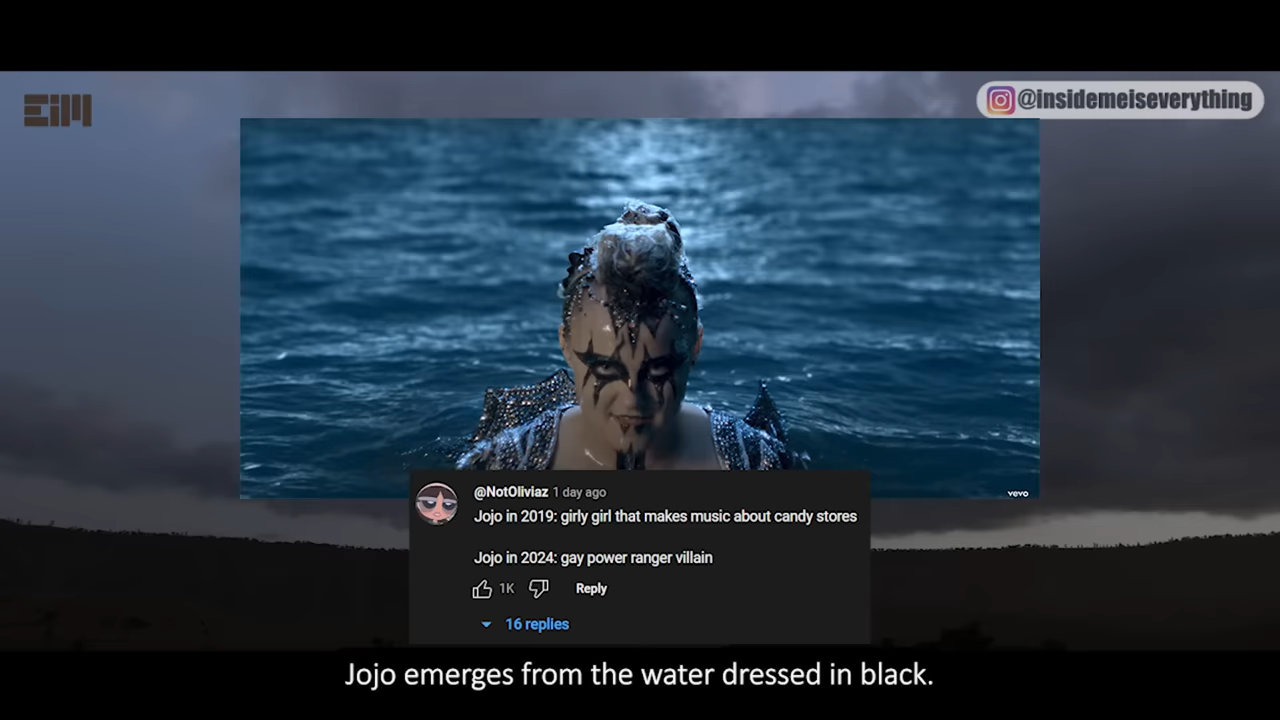 EiM
@insidemeiseverything
vevo
@NotOliviaz 1 day ago
Jojo in 2019: girly girl that makes music about candy stores
Jojo in 2024: gay power ranger villain
1K Reply
16 replies
Jojo emerges from the water dressed in black.